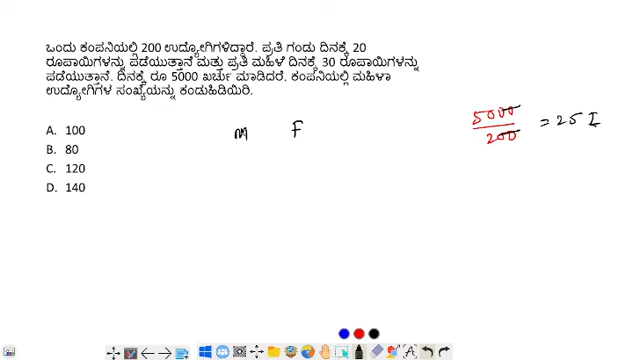 ಒಂದು ಕಂಪನಿಯಲ್ಲಿ 200 ಉದ್ಯೋಗಿಗಳಿದ್ದಾರೆ. ಪ್ರತಿ ಗಂಡು ದಿನಕ್ಕೆ 20
ರೂಪಾಯಿಗಳನ್ನು ಪಡೆಯುತ್ತಾನೆ ಮತ್ತು ಪ್ರತಿ ಮಹಿಳೆ ದಿನಕ್ಕೆ 30 ರೂಪಾಯಿಗಳನ್ನು
ಪಡೆಯುತ್ತಾನೆ. ದಿನಕ್ಕೆ ರೂ 5000 ಖರ್ಚು ಮಾಡಿದರೆ, ಕಂಪನಿಯಲ್ಲಿ ಮಹಿಳಾ
ಉದ್ಯೋಗಿಗಳ ಸಂಖ್ಯೆಯನ್ನು ಕಂಡುಹಿಡಿಯಿರಿ.
A. 100
B. 80
C. 120
D. 140
M F
5000
200
= 25